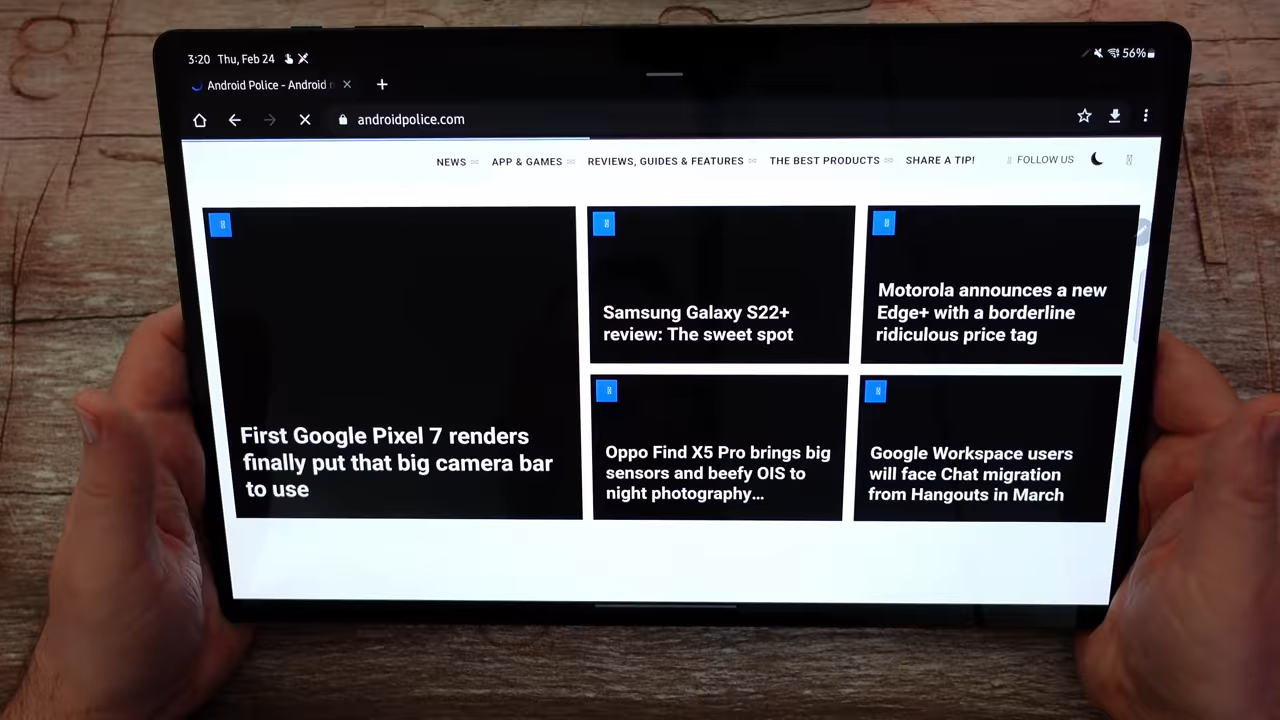 3:20 Thu, Feb 24
56%
Android Police - Android
androidpolice.com
NEWS APP & GAMES REVIEWS, GUIDES & FEATURES THE BEST PRODUCTS SHARE A TIP! FOLLOW US
First Google Pixel 7 renders
finally put that big camera bar
to use
Samsung Galaxy S22+
review: The sweet spot
Motorola announces a new
Edge+ with a borderline
ridiculous price tag
Oppo Find X5 Pro brings big
sensors and beefy OIS to
night photography...
Google Workspace users
will face Chat migration
from Hangouts in March